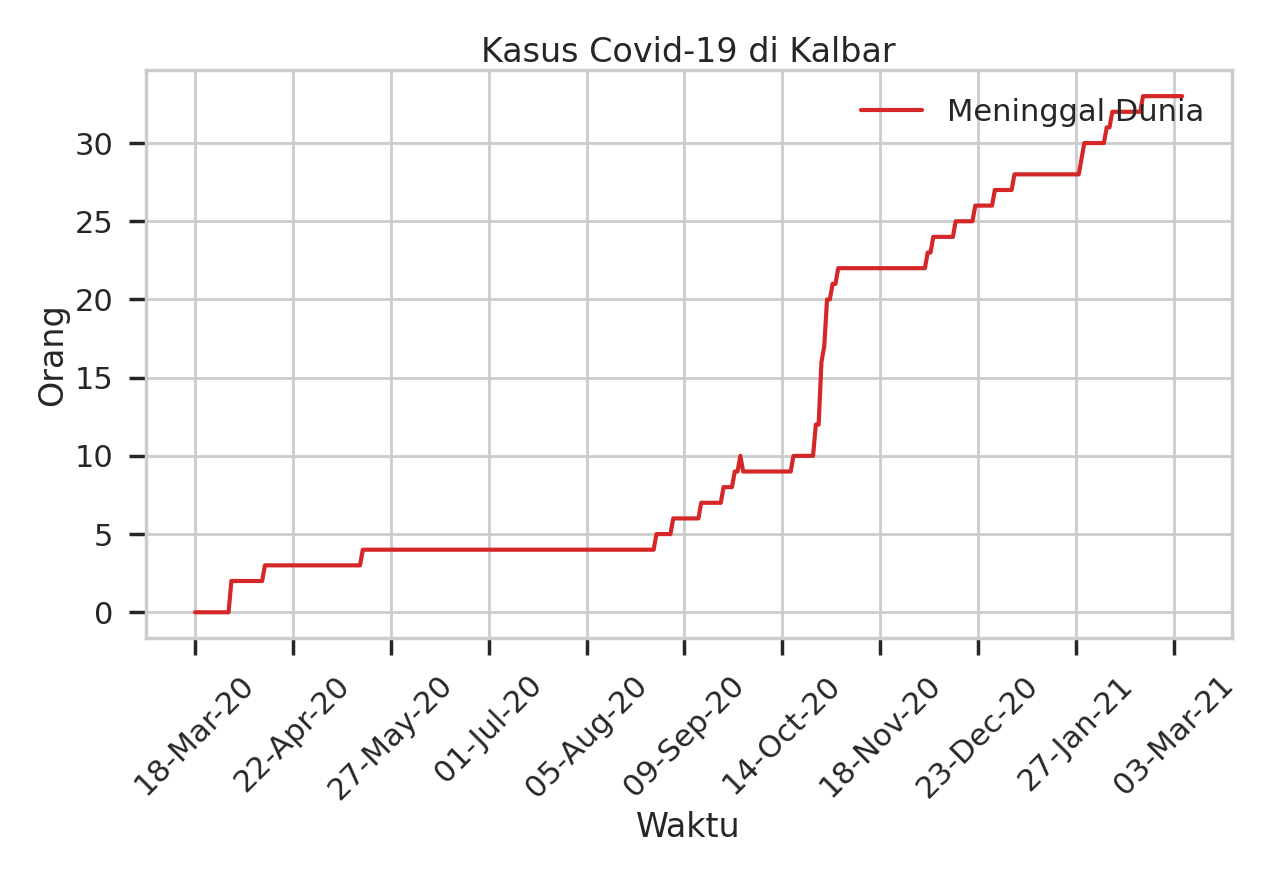 Kasus Covid-19 di Kalbar
Meninggal Dunia
Orang
30
25
20
15
10
5
0
18-Mar-20
22-Apr-20
27-May-20
01-Jul-20
05-Aug-20
09-Sep-20
14-Oct-20
18-Nov-20
23-Dec-20
27-Jan-21
03-Mar-21
Waktu